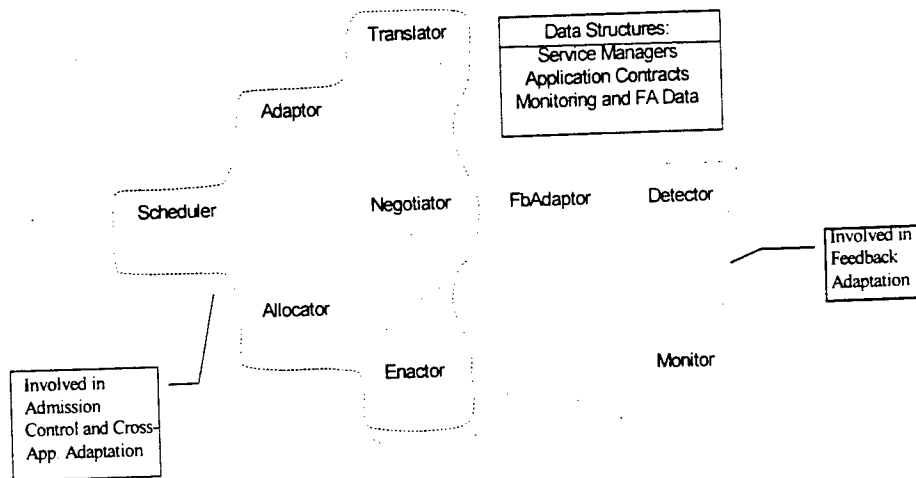 Translator
Data Structures:
Service Managers
Application Contracts
Monitoring and FA Data
Adaptor
Scheduler
Negotiator
FbAdaptor
Detector
Involved in
Feedback
Adaptation
Allocator
Enactor
Monitor
Involved in
Admission
Control and Cross-
App. Adaptation